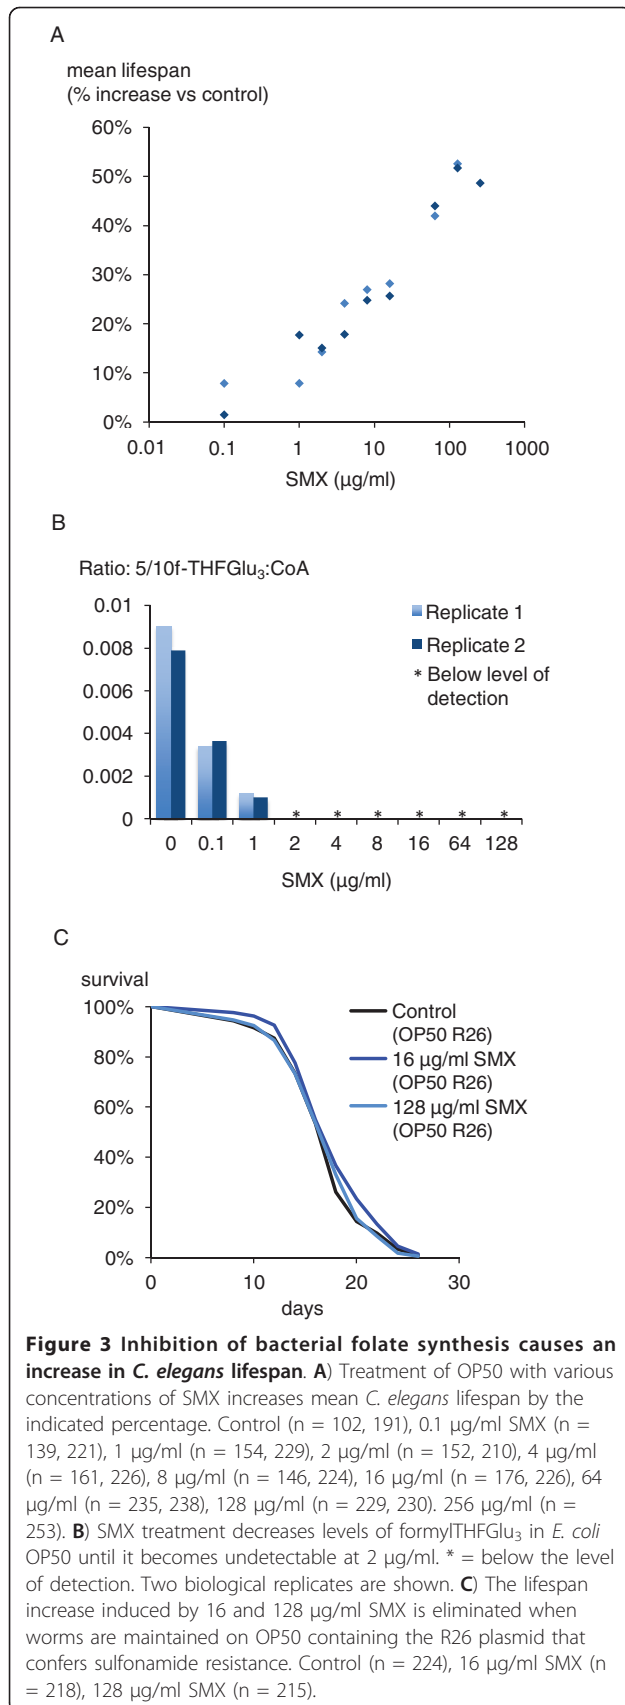 A
mean lifespan
(% increase vs control)
60%
50%
40%
30%
20%
10%
0%
0.01 0.1 1 10 100 1000
SMX (µg/ml)
B
Ratio: 5/10f-THFGlu₃:CoA
0.01
0.008
0.006
0.004
0.002
0
Replicate 1
Replicate 2
* Below level of
detection
* * * * * *
0 0.1 1 2 4 8 16 64 128
SMX (µg/ml)
C
survival
100%
80%
60%
40%
20%
0%
Control
(OP50 R26)
16 µg/ml SMX
(OP50 R26)
128 µg/ml SMX
(OP50 R26)
0 10 20 30
days
Figure 3 Inhibition of bacterial folate synthesis causes an
increase in C. elegans lifespan. A) Treatment of OP50 with various
concentrations of SMX increases mean C. elegans lifespan by the
indicated percentage. Control (n = 102, 191), 0.1 µg/ml SMX (n =
139, 221), 1 µg/ml (n = 154, 229), 2 µg/ml (n = 152, 210), 4 µg/ml
(n = 161, 226), 8 µg/ml (n = 146, 224), 16 µg/ml (n = 176, 226), 64
µg/ml (n = 235, 238), 128 µg/ml (n = 229, 230). 256 µg/ml (n =
253). B) SMX treatment decreases levels of formylTHFGlu₃ in E. coli
OP50 until it becomes undetectable at 2 µg/ml. * = below the level
of detection. Two biological replicates are shown. C) The lifespan
increase induced by 16 and 128 µg/ml SMX is eliminated when
worms are maintained on OP50 containing the R26 plasmid that
confers sulfonamide resistance. Control (n = 224), 16 µg/ml SMX (n
= 218), 128 µg/ml SMX (n = 215).